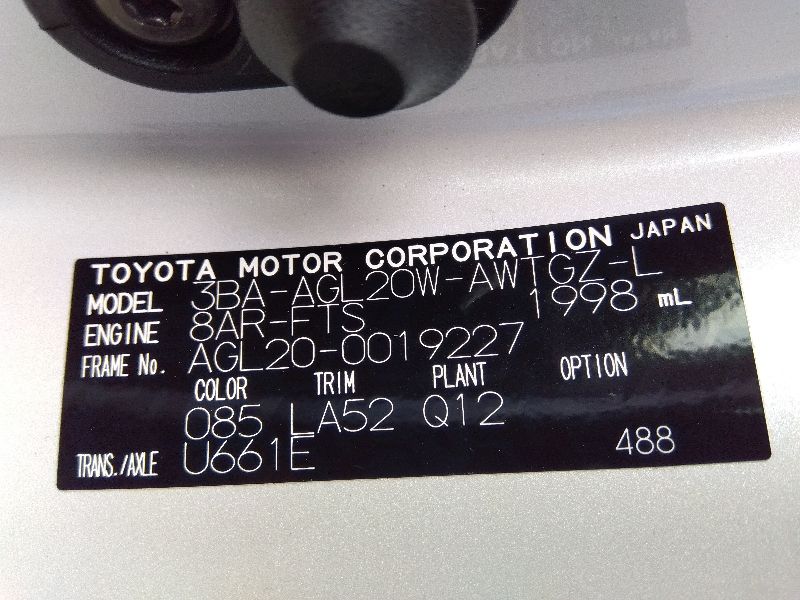 TOYOTA MOTOR CORPORATION JAPAN
MODEL 3BA-AGL20W-AWTGZ-L
ENGINE 8AR-FTS 1998 mL
FRAME No. AGL20-0019227
COLOR TRIM PLANT OPTION
085 LA52 Q12
TRANS./AXLE U661E 488